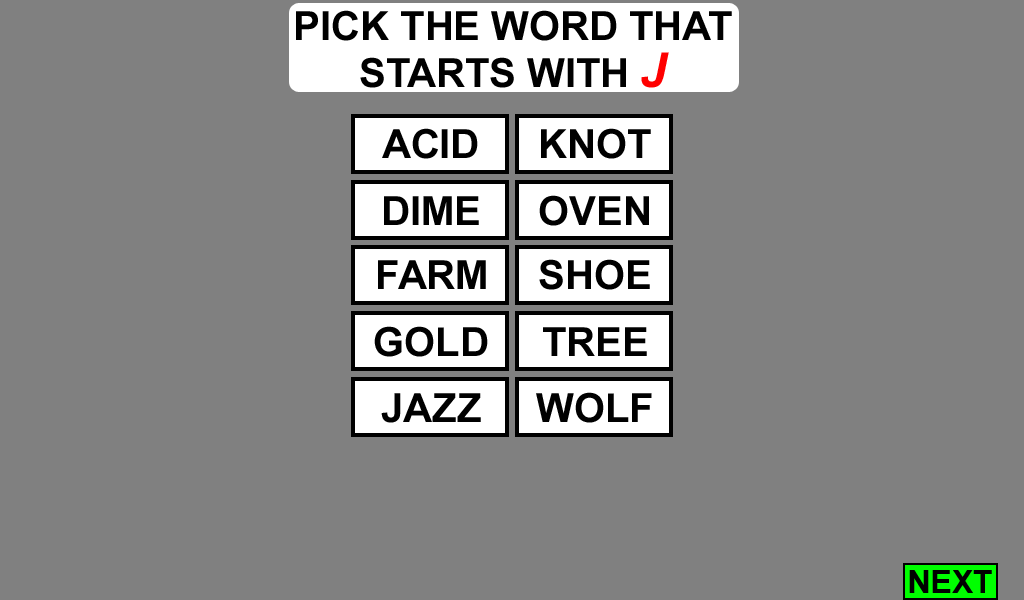 PICK THE WORD THAT
STARTS WITH J
ACID
KNOT
DIME
OVEN
FARM
SHOE
GOLD
TREE
JAZZ
WOLF
NEXT